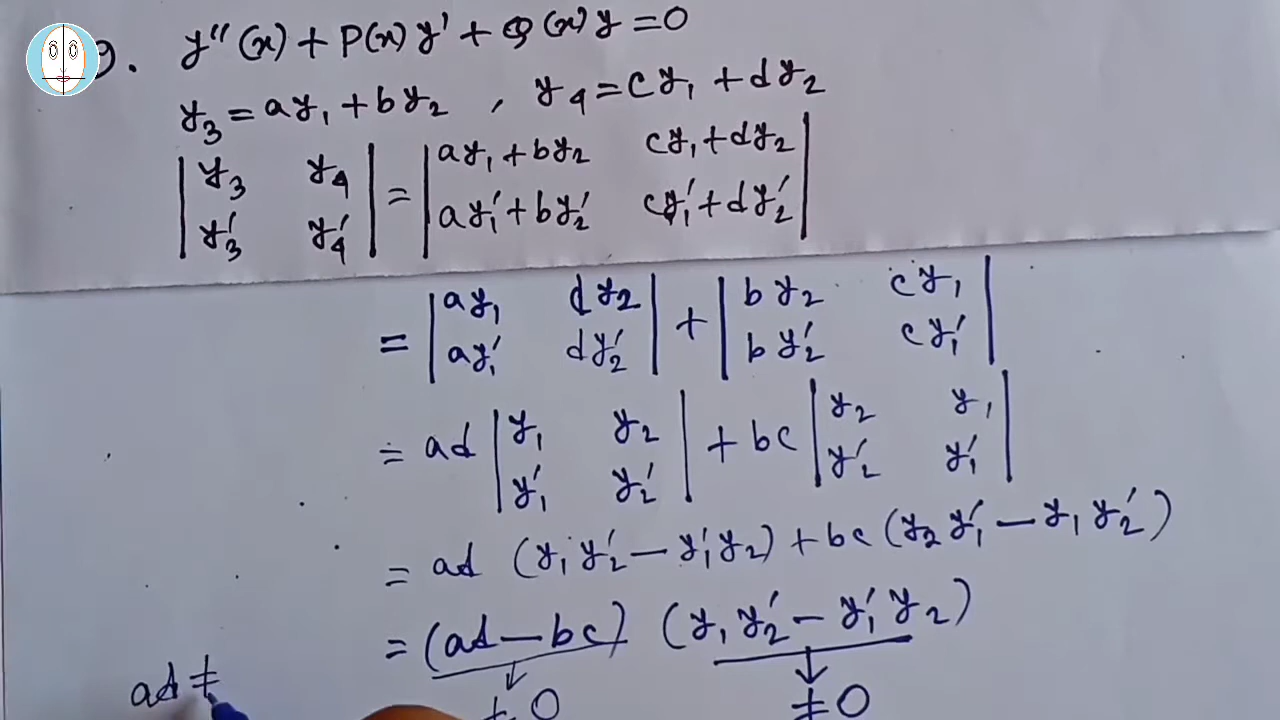 9. y''(x) + P(x) y' + Q(x) y = 0
y₃ = ay₁ + by₂ , y₄ = cy₁ + dy₂
| y₃ y₄ | = | ay₁ + by₂ cy₁ + dy₂ |
| y₃' y₄' | | ay₁' + by₂' cy₁' + dy₂' |
= | ay₁ dy₂ | + | by₂ cy₁ |
| ay₁' dy₂' | | by₂' cy₁' |
= ad | y₁ y₂ | + bc | y₂ y₁ |
| y₁' y₂' | | y₂' y₁' |
= ad (y₁y₂' − y₁'y₂) + bc (y₂y₁' − y₁y₂')
= (ad − bc) (y₁y₂' − y₁'y₂)
↓ ↓
≠ 0 ≠ 0
ad ≠